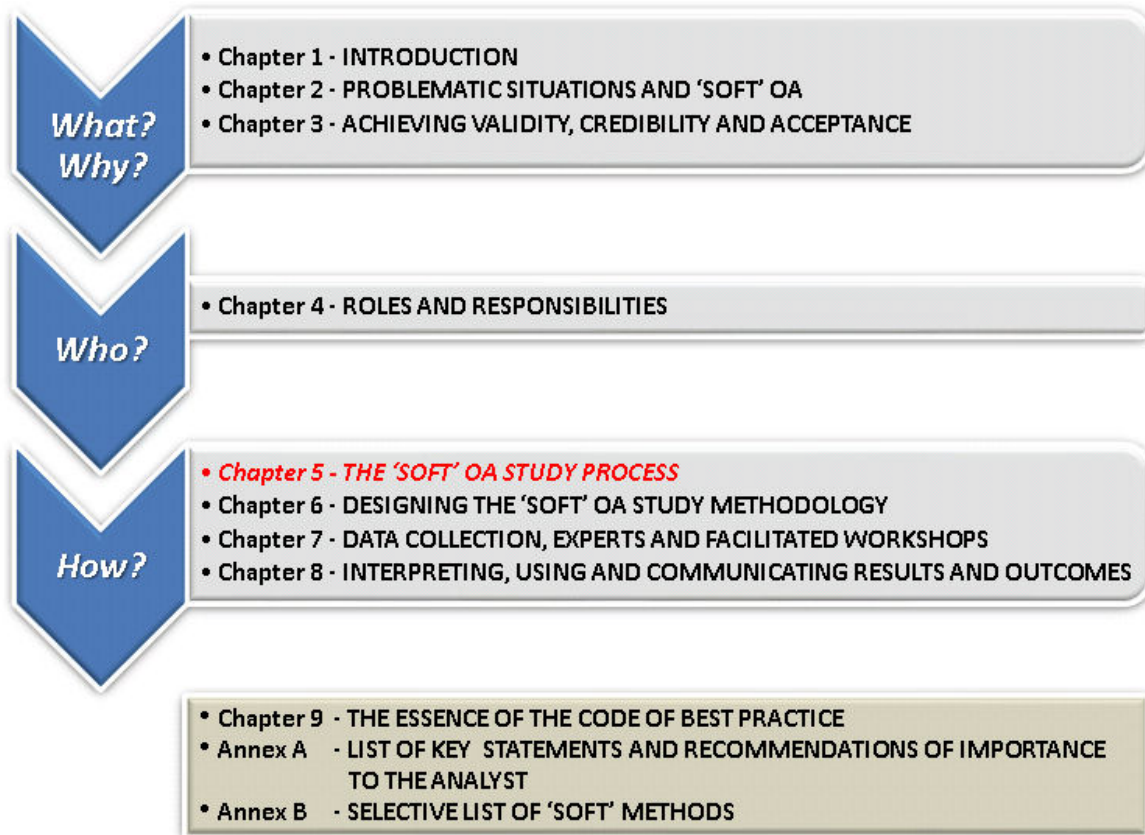 What?
Why?
• Chapter 1 - INTRODUCTION
• Chapter 2 - PROBLEMATIC SITUATIONS AND ‘SOFT’ OA
• Chapter 3 - ACHIEVING VALIDITY, CREDIBILITY AND ACCEPTANCE
Who?
• Chapter 4 - ROLES AND RESPONSIBILITIES
How?
• Chapter 5 - THE ‘SOFT’ OA STUDY PROCESS
• Chapter 6 - DESIGNING THE ‘SOFT’ OA STUDY METHODOLOGY
• Chapter 7 - DATA COLLECTION, EXPERTS AND FACILITATED WORKSHOPS
• Chapter 8 - INTERPRETING, USING AND COMMUNICATING RESULTS AND OUTCOMES
• Chapter 9 - THE ESSENCE OF THE CODE OF BEST PRACTICE
• Annex A - LIST OF KEY STATEMENTS AND RECOMMENDATIONS OF IMPORTANCE
TO THE ANALYST
• Annex B - SELECTIVE LIST OF ‘SOFT’ METHODS